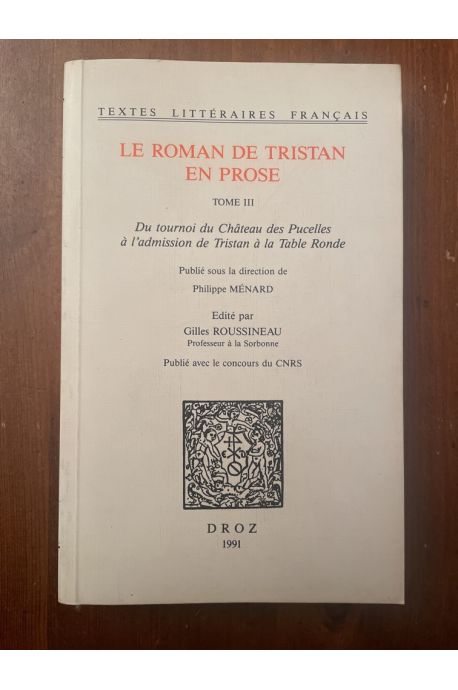 TEXTES LITTÉRAIRES FRANÇAIS
LE ROMAN DE TRISTAN
EN PROSE
TOME III
Du tournoi du Château des Pucelles
à l'admission de Tristan à la Table Ronde
Publié sous la direction de
Philippe MÉNARD
Edité par
Gilles ROUSSINEAU
Professeur à la Sorbonne
Publié avec le concours du CNRS
DROZ
1991